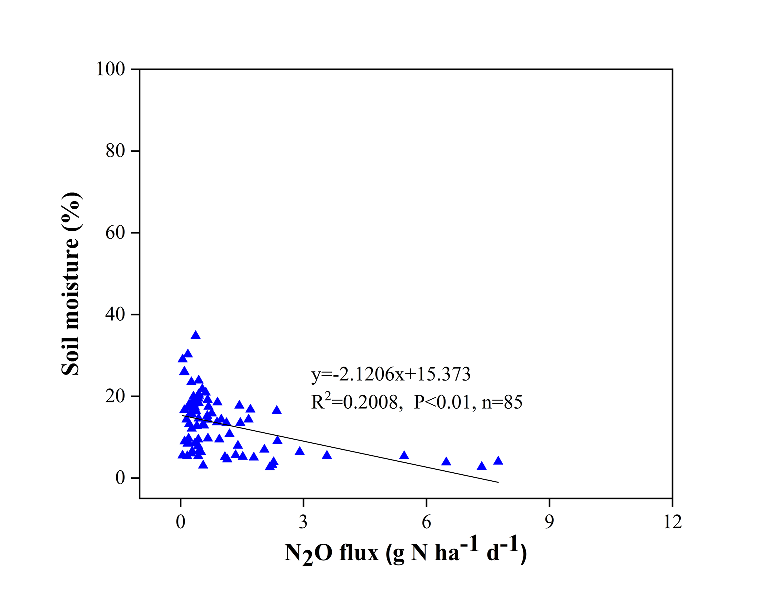 100
80
60
40
20
0
Soil moisture (%)
y=-2.1206x+15.373
R²=0.2008, P<0.01, n=85
0 3 6 9 12
N2O flux (g N ha⁻¹ d⁻¹)